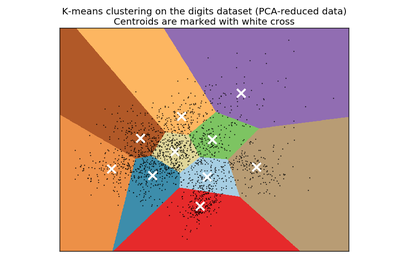 K-means clustering on the digits dataset (PCA-reduced data)
Centroids are marked with white cross